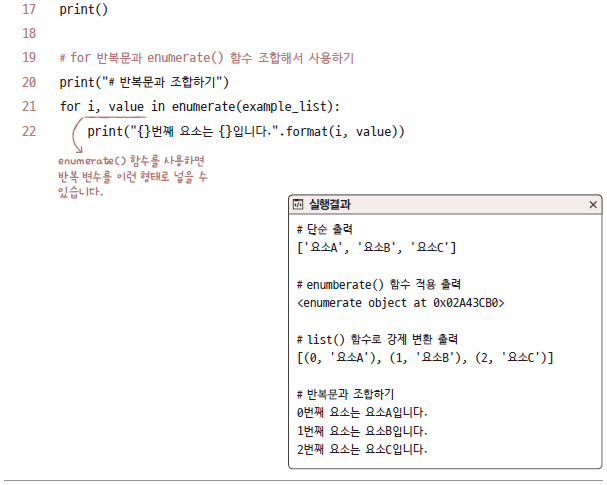 17 print()
18
19 # for 반복문과 enumerate() 함수 조합해서 사용하기
20 print("# 반복문과 조합하기")
21 for i, value in enumerate(example_list):
22 print("{}번째 요소는 {}입니다.".format(i, value))
enumerate() 함수를 사용하면
반복 변수를 이런 형태로 넣을 수
있습니다.
실행결과 ×
# 단순 출력
['요소A', '요소B', '요소C']
# enumberate() 함수 적용 출력
<enumerate object at 0x02A43CB0>
# list() 함수로 강제 변환 출력
[(0, '요소A'), (1, '요소B'), (2, '요소C')]
# 반복문과 조합하기
0번째 요소는 요소A입니다.
1번째 요소는 요소B입니다.
2번째 요소는 요소C입니다.